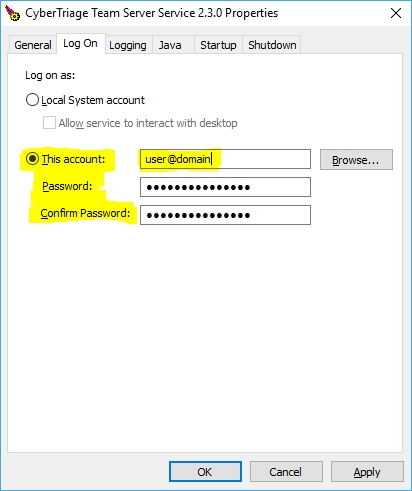 CyberTriage Team Server Service 2.3.0 Properties
General Log On Logging Java Startup Shutdown
Log on as:
Local System account
Allow service to interact with desktop
This account: user@domain Browse...
Password: ●●●●●●●●●●●●●●●
Confirm Password: ●●●●●●●●●●●●●●●
OK Cancel Apply